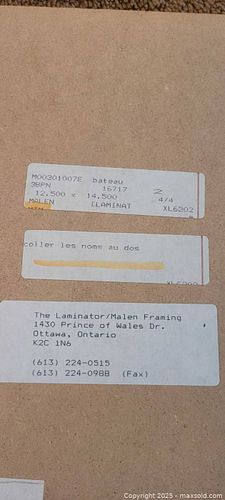 M00301007E bateau
38PN 16717 2
12.500 × 14.500 4/4
MALEN [LAMINAT XL6302
coller les noms au dos
The Laminator/Malen Framing
1430 Prince of Wales Dr.
Ottawa, Ontario
K2C 1N6
(613) 224-0515
(613) 224-0988 (Fax)
Copyright 2025 - maxsold.com